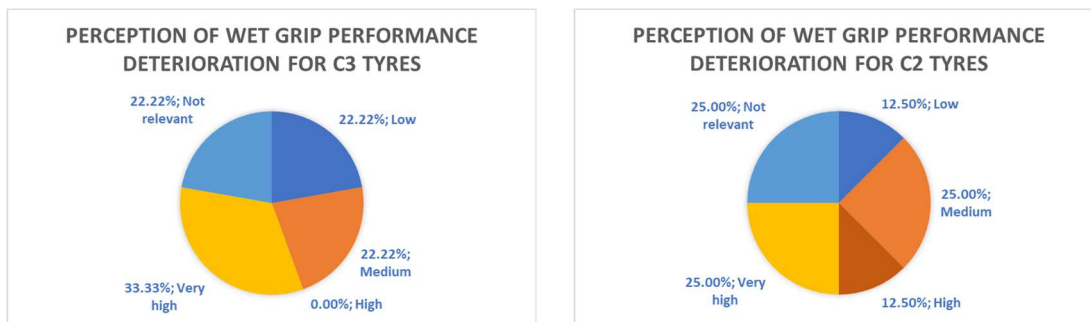 PERCEPTION OF WET GRIP PERFORMANCE
DETERIORATION FOR C3 TYRES
22.22%; Not
relevant
22.22%; Low
22.22%;
Medium
33.33%; Very
high
0.00%; High
PERCEPTION OF WET GRIP PERFORMANCE
DETERIORATION FOR C2 TYRES
25.00%; Not
relevant
12.50%; Low
25.00%;
Medium
25.00%; Very
high
12.50%; High